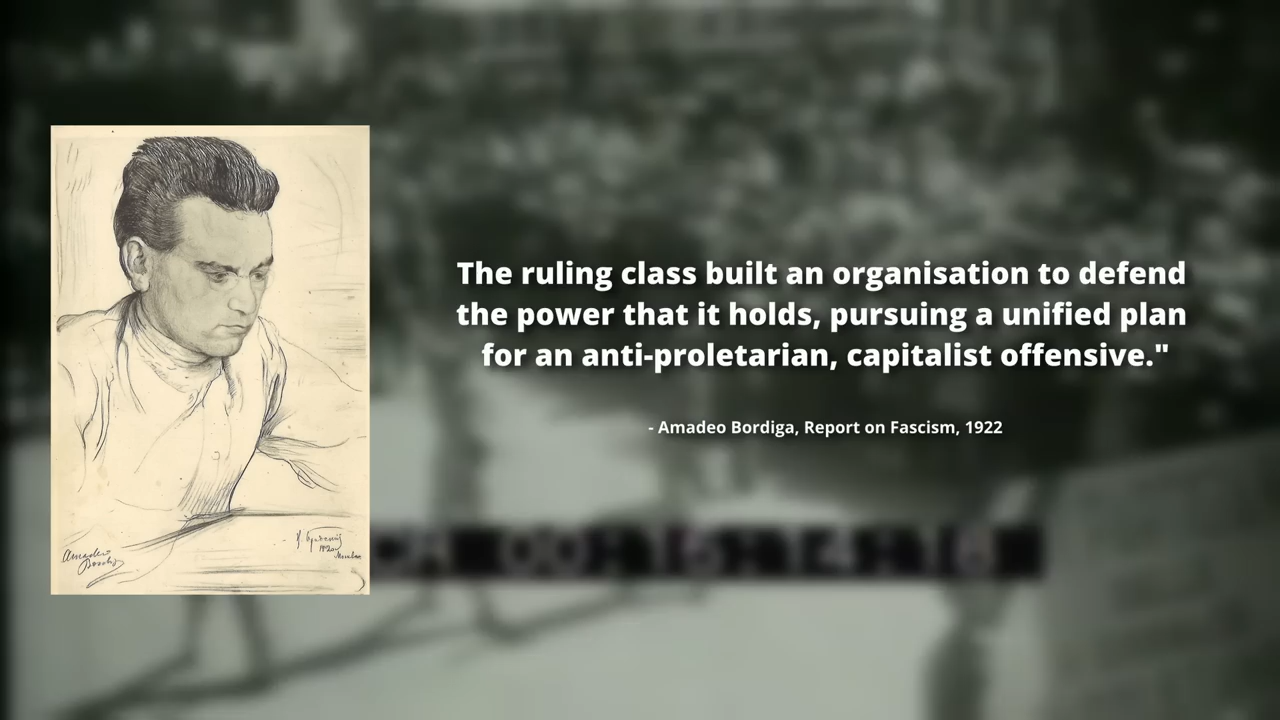 The ruling class built an organisation to defend
the power that it holds, pursuing a unified plan
for an anti-proletarian, capitalist offensive."
- Amadeo Bordiga, Report on Fascism, 1922
Amadeo